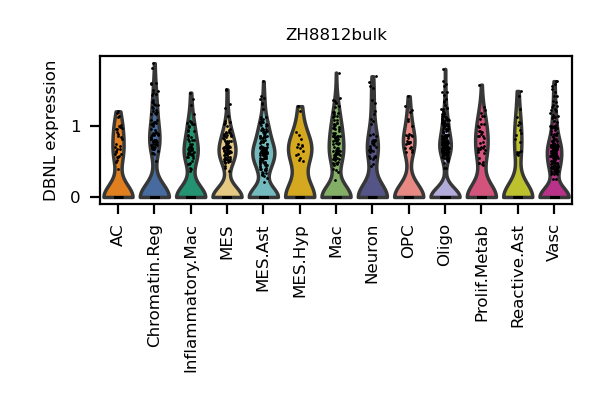 ZH8812bulk
DBNL expression
1
0
AC
Chromatin.Reg
Inflammatory.Mac
MES
MES.Ast
MES.Hyp
Mac
Neuron
OPC
Oligo
Prolif.Metab
Reactive.Ast
Vasc